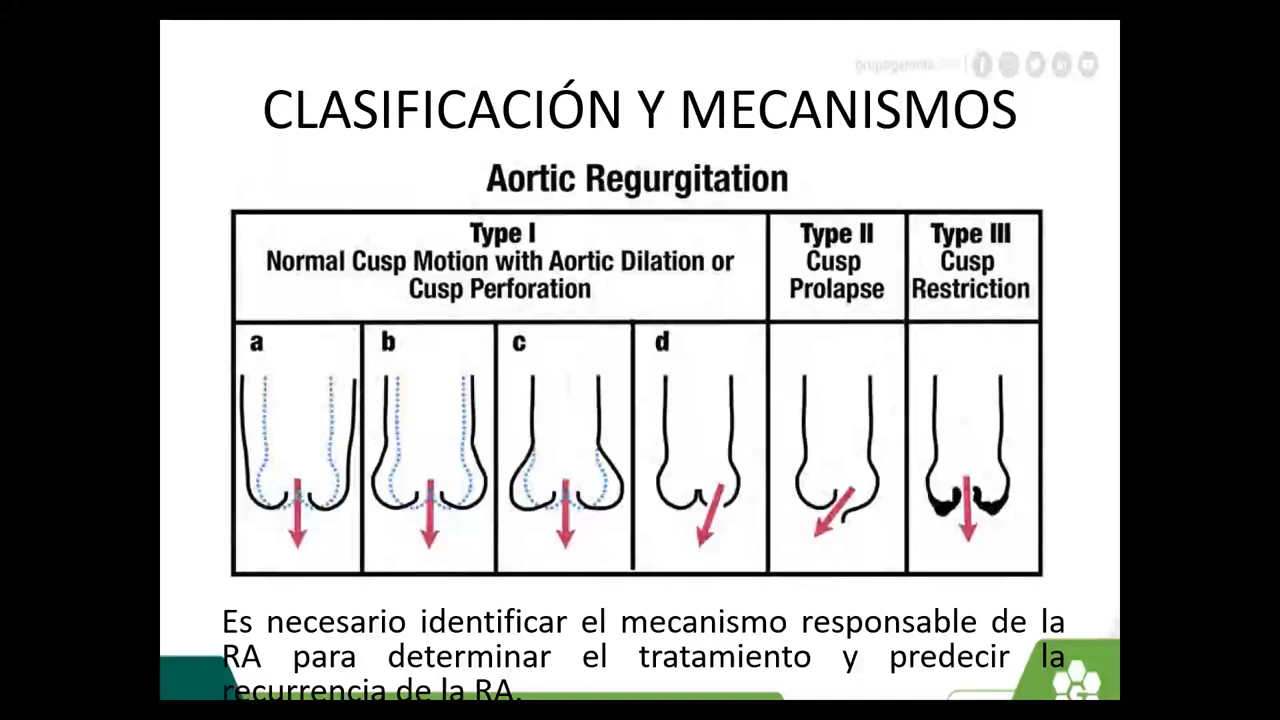 CLASIFICACIÓN Y MECANISMOS
Aortic Regurgitation
Type I
Normal Cusp Motion with Aortic Dilation or
Cusp Perforation
Type II
Cusp
Prolapse
Type III
Cusp
Restriction
a
b
c
d
Es necesario identificar el mecanismo responsable de la
RA para determinar el tratamiento y predecir la
recurrencia de la RA.